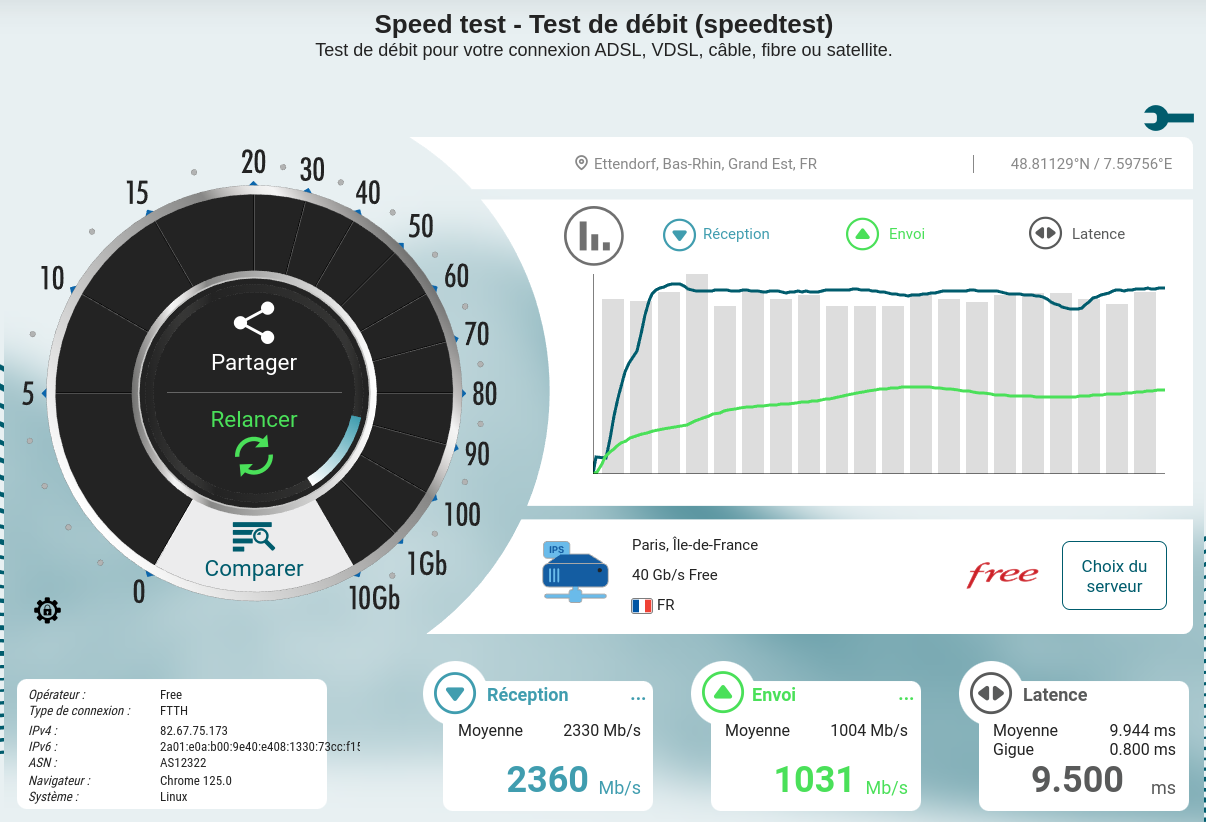 Speed test - Test de débit (speedtest)
Test de débit pour votre connexion ADSL, VDSL, câble, fibre ou satellite.
Ettendorf, Bas-Rhin, Grand Est, FR
48.81129°N / 7.59756°E
Réception
Envoi
Latence
0
5
10
15
20
30
40
50
60
70
80
90
100
1Gb
10Gb
Partager
Relancer
Comparer
IPS
Paris, Île-de-France
40 Gb/s Free
FR
free
Choix du
serveur
Opérateur : Free
Type de connexion : FTTH
IPv4 : 82.67.75.173
IPv6 : 2a01:e0a:b00:9e40:e408:1330:73cc:f15
ASN : AS12322
Navigateur : Chrome 125.0
Système : Linux
Réception ...
Moyenne 2330 Mb/s
2360 Mb/s
Envoi ...
Moyenne 1004 Mb/s
1031 Mb/s
Latence
Moyenne 9.944 ms
Gigue 0.800 ms
9.500 ms